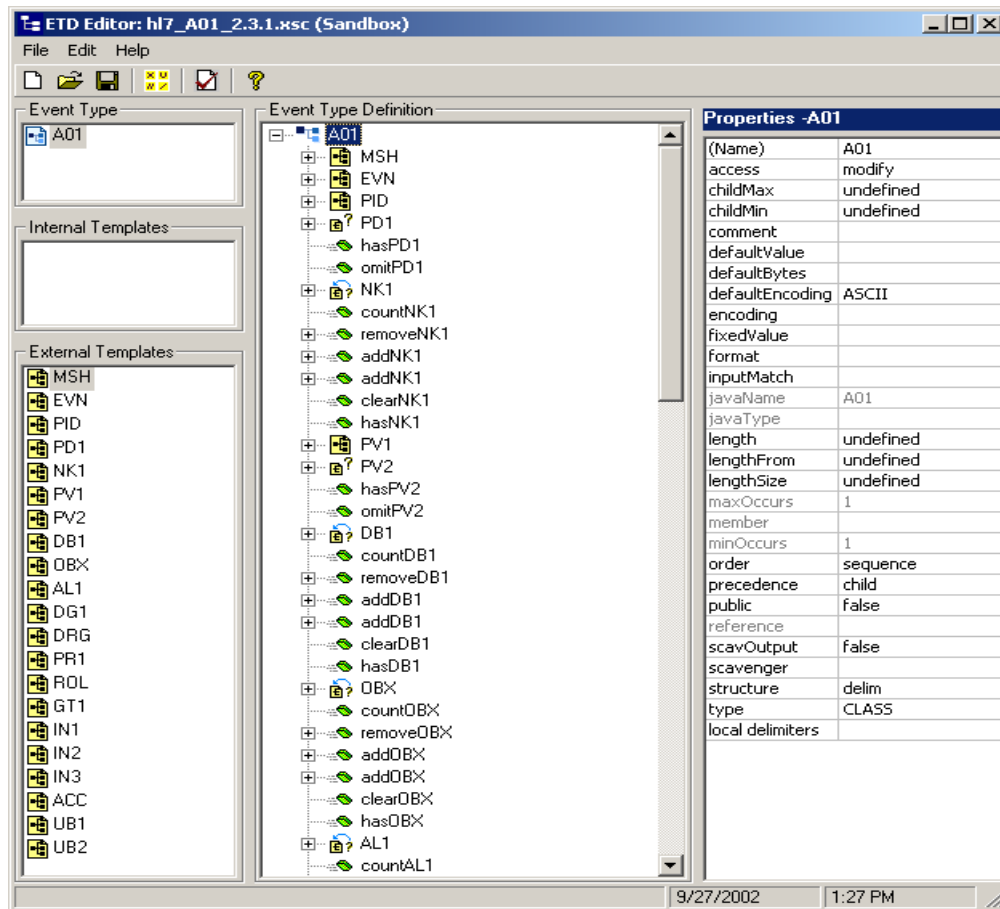 ETD Editor: hl7_A01_2.3.1.xsc (Sandbox)
File Edit Help
Event Type
A01
Internal Templates
External Templates
MSH
EVN
PID
PD1
NK1
PV1
PV2
DB1
OBX
AL1
DG1
DRG
PR1
ROL
GT1
IN1
IN2
IN3
ACC
UB1
UB2
Event Type Definition
A01
MSH
EVN
PID
PD1
hasPD1
omitPD1
NK1
countNK1
removeNK1
addNK1
addNK1
clearNK1
hasNK1
PV1
PV2
hasPV2
omitPV2
DB1
countDB1
removeDB1
addDB1
addDB1
clearDB1
hasDB1
OBX
countOBX
removeOBX
addOBX
addOBX
clearOBX
hasOBX
AL1
countAL1
Properties -A01
(Name) A01
access modify
childMax undefined
childMin undefined
comment
defaultValue
defaultBytes
defaultEncoding ASCII
encoding
fixedValue
format
inputMatch
javaName A01
javaType
length undefined
lengthFrom undefined
lengthSize undefined
maxOccurs 1
member
minOccurs 1
order sequence
precedence child
public false
reference
scavOutput false
scavenger
structure delim
type CLASS
local delimiters
9/27/2002 1:27 PM